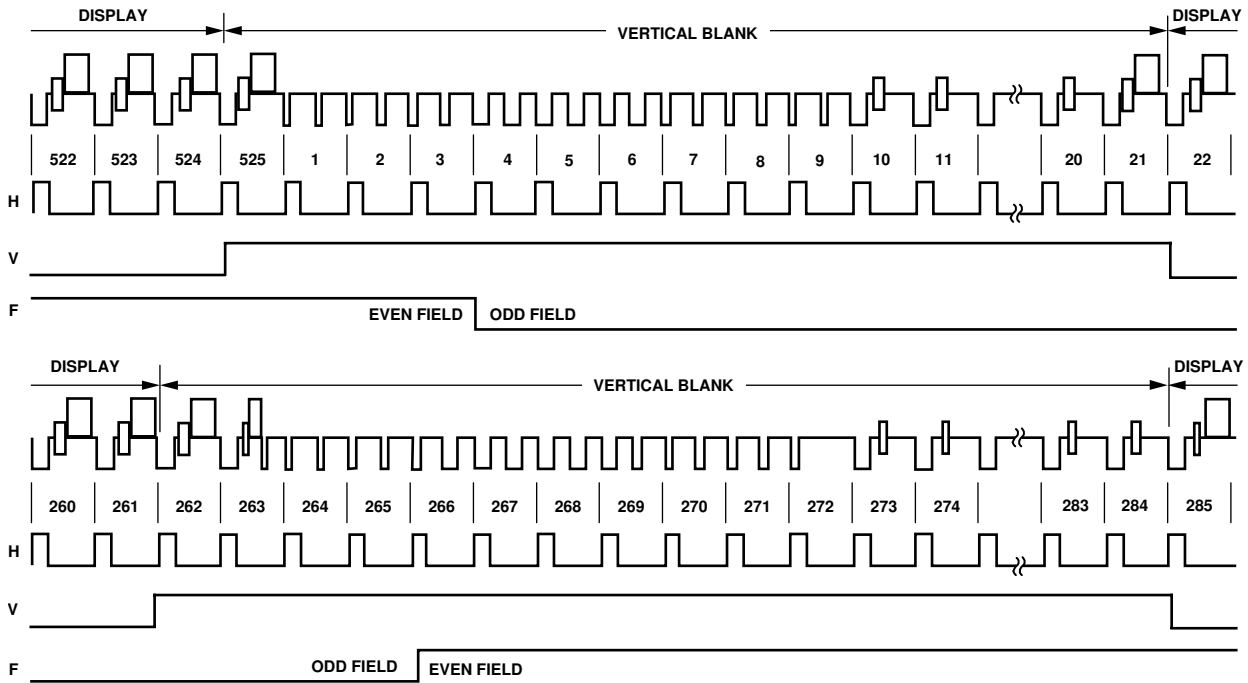 DISPLAY VERTICAL BLANK DISPLAY
522 523 524 525 1 2 3 4 5 6 7 8 9 10 11 20 21 22
H
V
F EVEN FIELD ODD FIELD
DISPLAY VERTICAL BLANK DISPLAY
260 261 262 263 264 265 266 267 268 269 270 271 272 273 274 283 284 285
H
V
F ODD FIELD EVEN FIELD